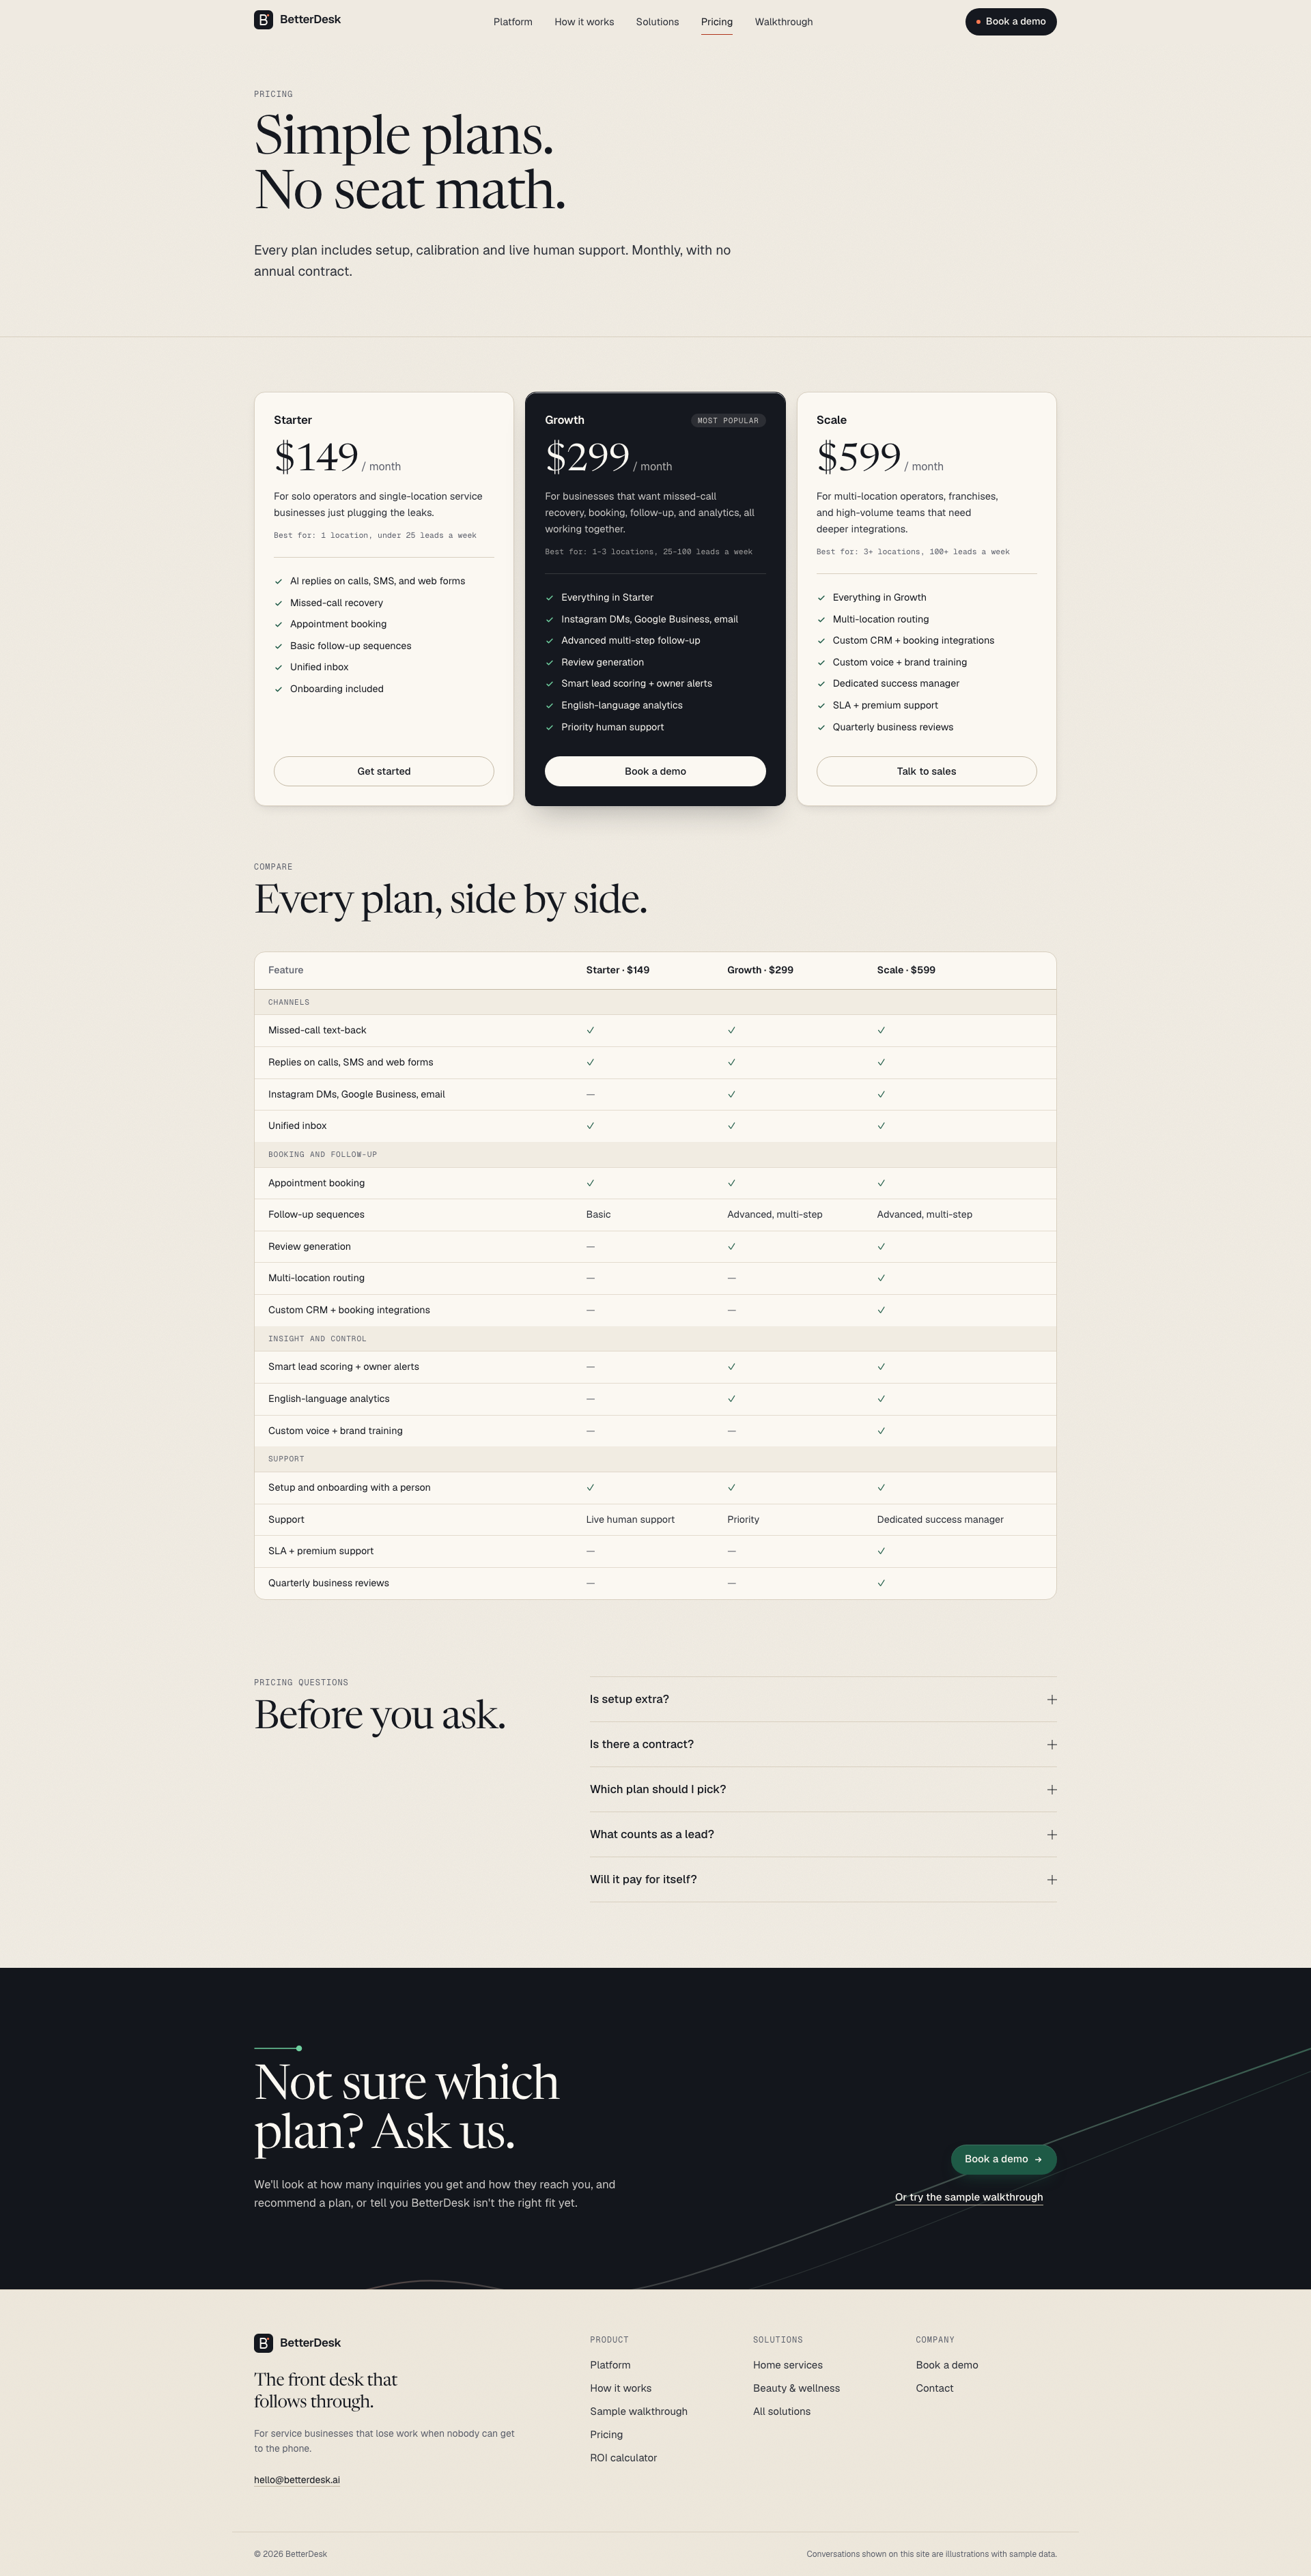 BetterDesk
Platform
How it works
Solutions
Pricing
Walkthrough
Book a demo
PRICING
Simple plans.
No seat math.
Every plan includes setup, calibration and live human support. Monthly, with no
annual contract.
Starter
$149 / month
For solo operators and single-location service
businesses just plugging the leaks.
Best for: 1 location, under 25 leads a week
AI replies on calls, SMS, and web forms
Missed-call recovery
Appointment booking
Basic follow-up sequences
Unified inbox
Onboarding included
Get started
Growth
MOST POPULAR
$299 / month
For businesses that want missed-call
recovery, booking, follow-up, and analytics, all
working together.
Best for: 1–3 locations, 25–100 leads a week
Everything in Starter
Instagram DMs, Google Business, email
Advanced multi-step follow-up
Review generation
Smart lead scoring + owner alerts
English-language analytics
Priority human support
Book a demo
Scale
$599 / month
For multi-location operators, franchises,
and high-volume teams that need
deeper integrations.
Best for: 3+ locations, 100+ leads a week
Everything in Growth
Multi-location routing
Custom CRM + booking integrations
Custom voice + brand training
Dedicated success manager
SLA + premium support
Quarterly business reviews
Talk to sales
COMPARE
Every plan, side by side.
Feature Starter · $149 Growth · $299 Scale · $599
CHANNELS
Missed-call text-back ✓ ✓ ✓
Replies on calls, SMS and web forms ✓ ✓ ✓
Instagram DMs, Google Business, email — ✓ ✓
Unified inbox ✓ ✓ ✓
BOOKING AND FOLLOW-UP
Appointment booking ✓ ✓ ✓
Follow-up sequences Basic Advanced, multi-step Advanced, multi-step
Review generation — ✓ ✓
Multi-location routing — — ✓
Custom CRM + booking integrations — — ✓
INSIGHT AND CONTROL
Smart lead scoring + owner alerts — ✓ ✓
English-language analytics — ✓ ✓
Custom voice + brand training — — ✓
SUPPORT
Setup and onboarding with a person ✓ ✓ ✓
Support Live human support Priority Dedicated success manager
SLA + premium support — — ✓
Quarterly business reviews — — ✓
PRICING QUESTIONS
Before you ask.
Is setup extra?
Is there a contract?
Which plan should I pick?
What counts as a lead?
Will it pay for itself?
Not sure which
plan? Ask us.
We'll look at how many inquiries you get and how they reach you, and
recommend a plan, or tell you BetterDesk isn't the right fit yet.
Book a demo →
Or try the sample walkthrough
BetterDesk
The front desk that
follows through.
For service businesses that lose work when nobody can get
to the phone.
hello@betterdesk.ai
PRODUCT
Platform
How it works
Sample walkthrough
Pricing
ROI calculator
SOLUTIONS
Home services
Beauty & wellness
All solutions
COMPANY
Book a demo
Contact
© 2026 BetterDesk
Conversations shown on this site are illustrations with sample data.